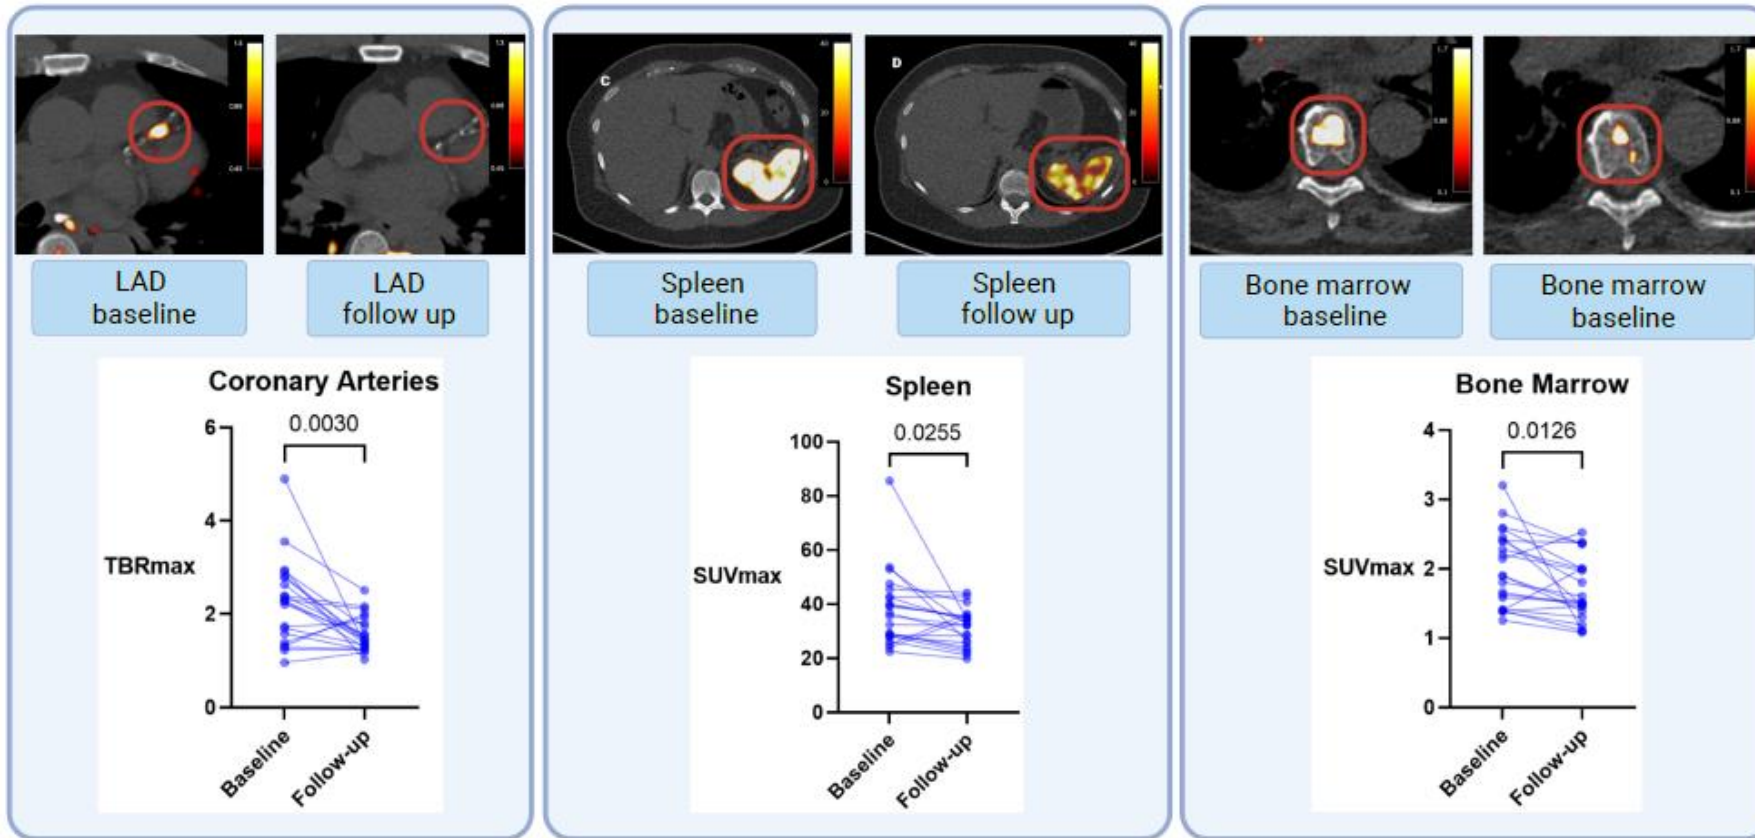 C
D
LAD
baseline
LAD
follow up
Spleen
baseline
Spleen
follow up
Bone marrow
baseline
Bone marrow
baseline
Coronary Arteries
0.0030
6
4
TBRmax
2
0
Baseline
Follow-up
Spleen
0.0255
100
80
60
SUVmax
40
20
0
Baseline
Follow-up
Bone Marrow
0.0126
4
3
SUVmax
2
1
0
Baseline
Follow-up